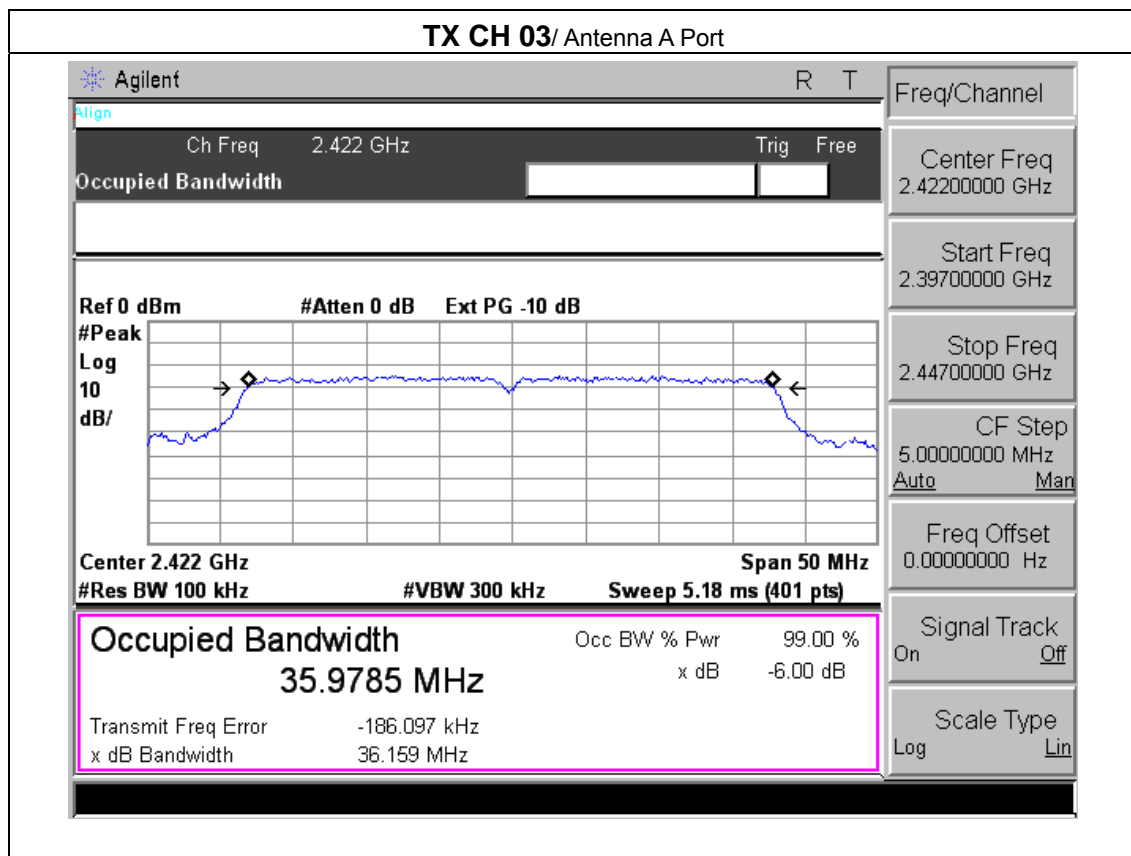 TX CH 03/ Antenna A Port
Agilent R T
Align
Ch Freq 2.422 GHz Trig Free
Occupied Bandwidth
Ref 0 dBm #Atten 0 dB Ext PG -10 dB
#Peak
Log
10
dB/
Center 2.422 GHz Span 50 MHz
#Res BW 100 kHz #VBW 300 kHz Sweep 5.18 ms (401 pts)
Occupied Bandwidth Occ BW % Pwr 99.00 %
35.9785 MHz x dB -6.00 dB
Transmit Freq Error -186.097 kHz
x dB Bandwidth 36.159 MHz
Freq/Channel
Center Freq
2.42200000 GHz
Start Freq
2.39700000 GHz
Stop Freq
2.44700000 GHz
CF Step
5.00000000 MHz
Auto Man
Freq Offset
0.00000000 Hz
Signal Track
On Off
Scale Type
Log Lin